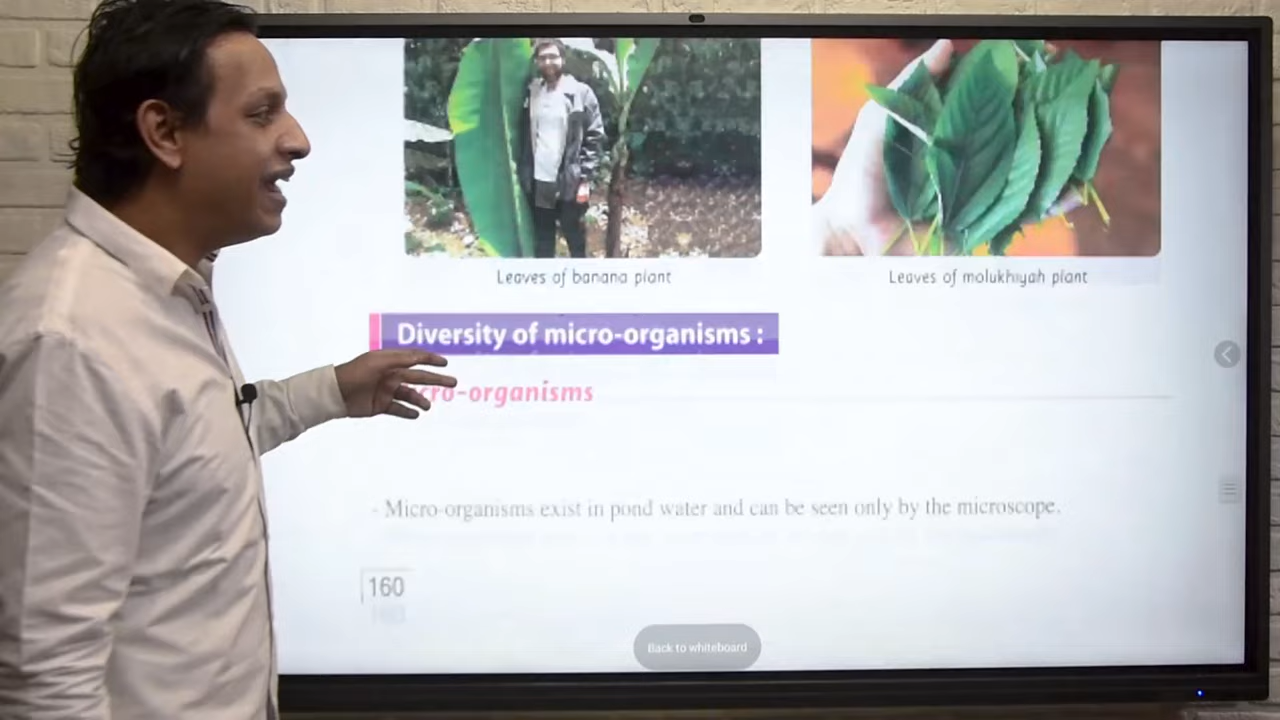 Leaves of banana plant
Leaves of molukhiyah plant
Diversity of micro-organisms :
cro-organisms
- Micro-organisms exist in pond water and can be seen only by the microscope.
160
Back to whiteboard